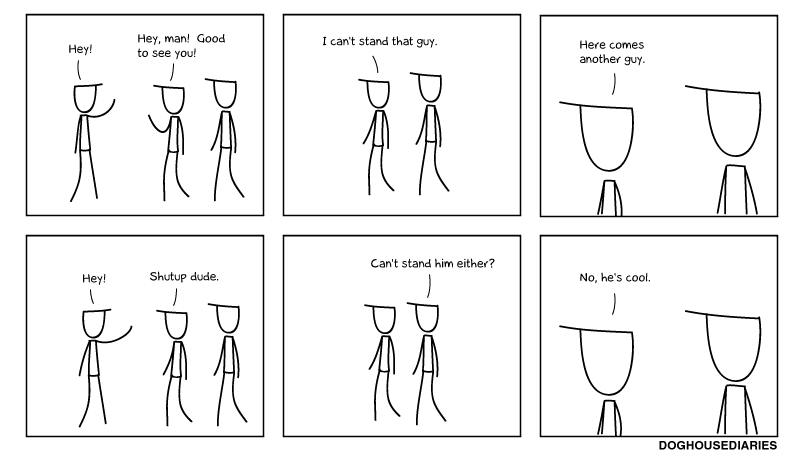 Hey!
Hey, man! Good
to see you!
I can't stand that guy.
Here comes
another guy.
Hey!
Shutup dude.
Can't stand him either?
No, he's cool.
DOGHOUSEDIARIES